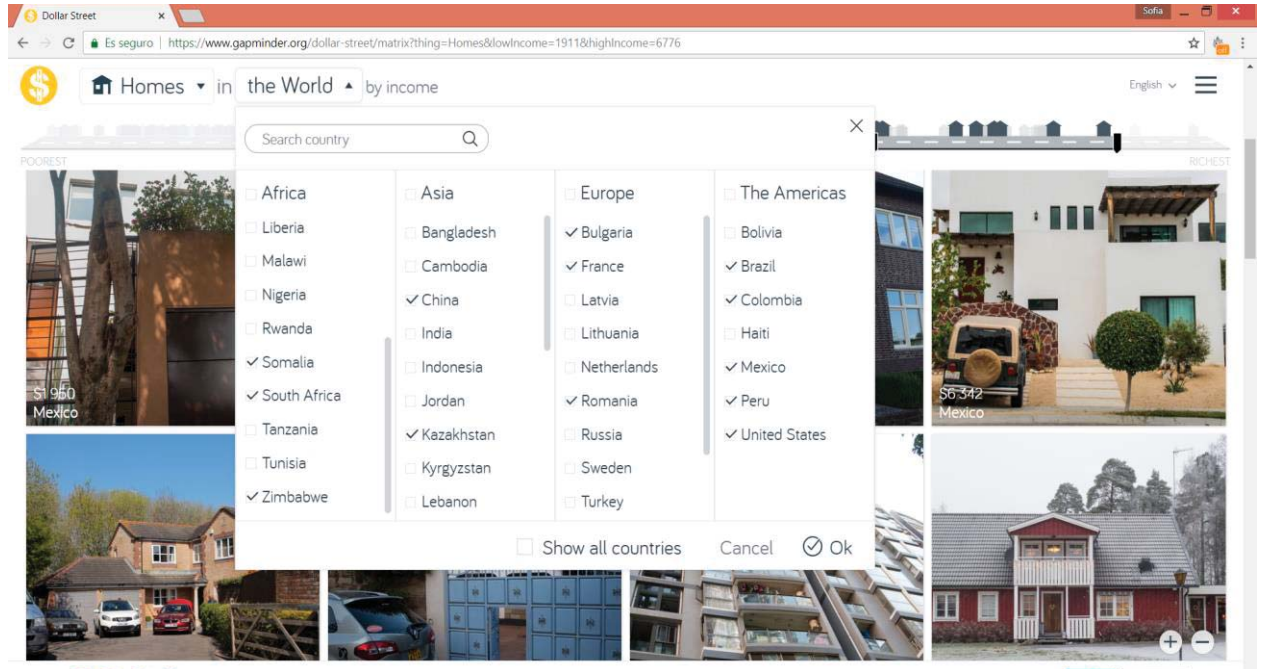 Dollar Street
Sofia
Es seguro | https://www.gapminder.org/dollar-street/matrix?thing=Homes&lowIncome=1911&highIncome=6776
Homes in the World by income
English
Search country
POOREST
RICHEST
Africa
Liberia
Malawi
Nigeria
Rwanda
Somalia
South Africa
Tanzania
Tunisia
Zimbabwe
Asia
Bangladesh
Cambodia
China
India
Indonesia
Jordan
Kazakhstan
Kyrgyzstan
Lebanon
Europe
Bulgaria
France
Latvia
Lithuania
Netherlands
Romania
Russia
Sweden
Turkey
The Americas
Bolivia
Brazil
Colombia
Haiti
Mexico
Peru
United States
Show all countries
Cancel
Ok
$1 950
Mexico
$6 342
Mexico